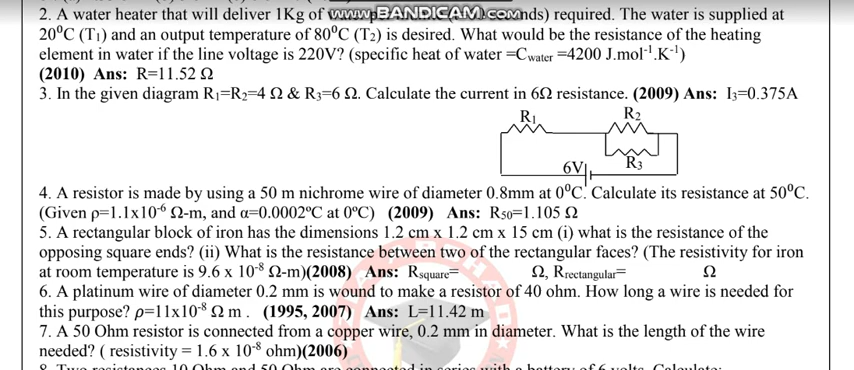 2. A water heater that will deliver 1Kg of www.BANDICAM.COM nds) required. The water is supplied at
20⁰C (T₁) and an output temperature of 80⁰C (T₂) is desired. What would be the resistance of the heating
element in water if the line voltage is 220V? (specific heat of water =Cwater =4200 J.mol⁻¹.K⁻¹)
(2010) Ans: R=11.52 Ω
3. In the given diagram R₁=R₂=4 Ω & R₃=6 Ω. Calculate the current in 6Ω resistance. (2009) Ans: I₃=0.375A
R₁ R₂
6V R₃
4. A resistor is made by using a 50 m nichrome wire of diameter 0.8mm at 0⁰C. Calculate its resistance at 50⁰C.
(Given ρ=1.1x10⁻⁶ Ω-m, and α=0.0002ºC at 0ºC) (2009) Ans: R₅₀=1.105 Ω
5. A rectangular block of iron has the dimensions 1.2 cm x 1.2 cm x 15 cm (i) what is the resistance of the
opposing square ends? (ii) What is the resistance between two of the rectangular faces? (The resistivity for iron
at room temperature is 9.6 x 10⁻⁸ Ω-m)(2008) Ans: Rsquare= Ω, Rrectangular= Ω
6. A platinum wire of diameter 0.2 mm is wound to make a resistor of 40 ohm. How long a wire is needed for
this purpose? ρ=11x10⁻⁸ Ω m . (1995, 2007) Ans: L=11.42 m
7. A 50 Ohm resistor is connected from a copper wire, 0.2 mm in diameter. What is the length of the wire
needed? ( resistivity = 1.6 x 10⁻⁸ ohm)(2006)